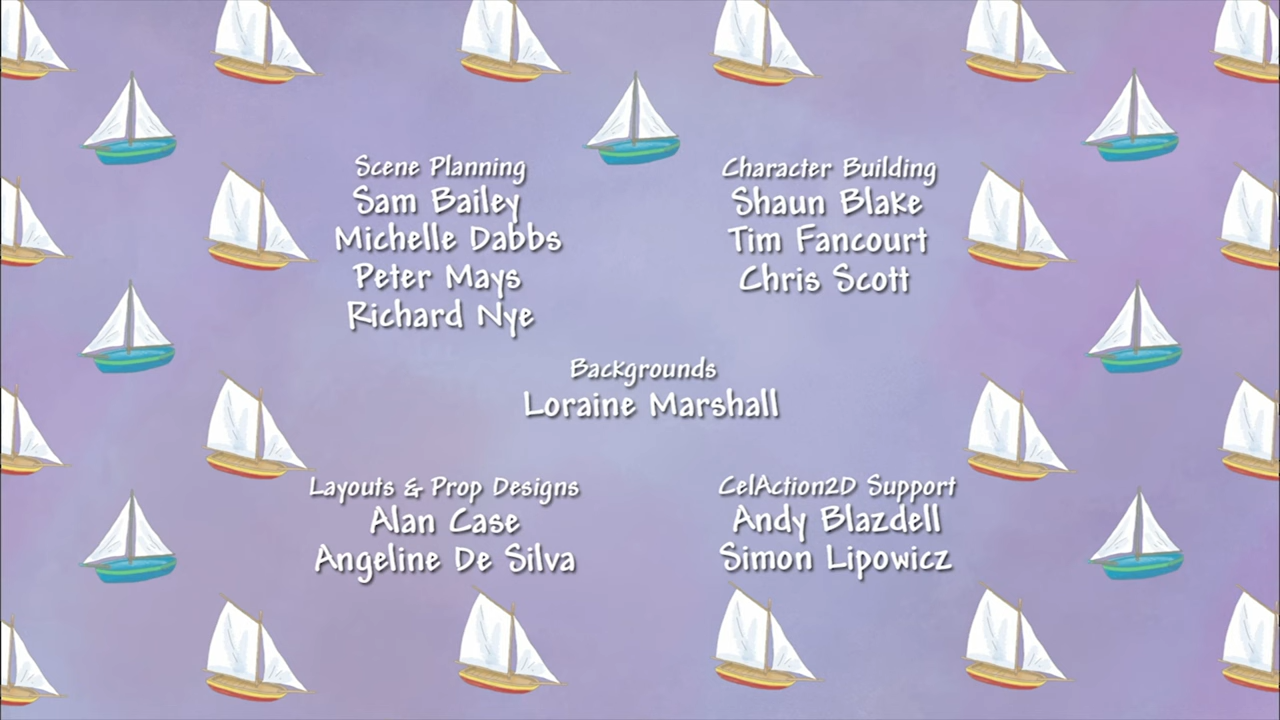 Scene Planning
Sam Bailey
Michelle Dabbs
Peter Mays
Richard Nye
Character Building
Shaun Blake
Tim Fancourt
Chris Scott
Backgrounds
Loraine Marshall
Layouts & Prop Designs
Alan Case
Angeline De Silva
CelAction2D Support
Andy Blazdell
Simon Lipowicz